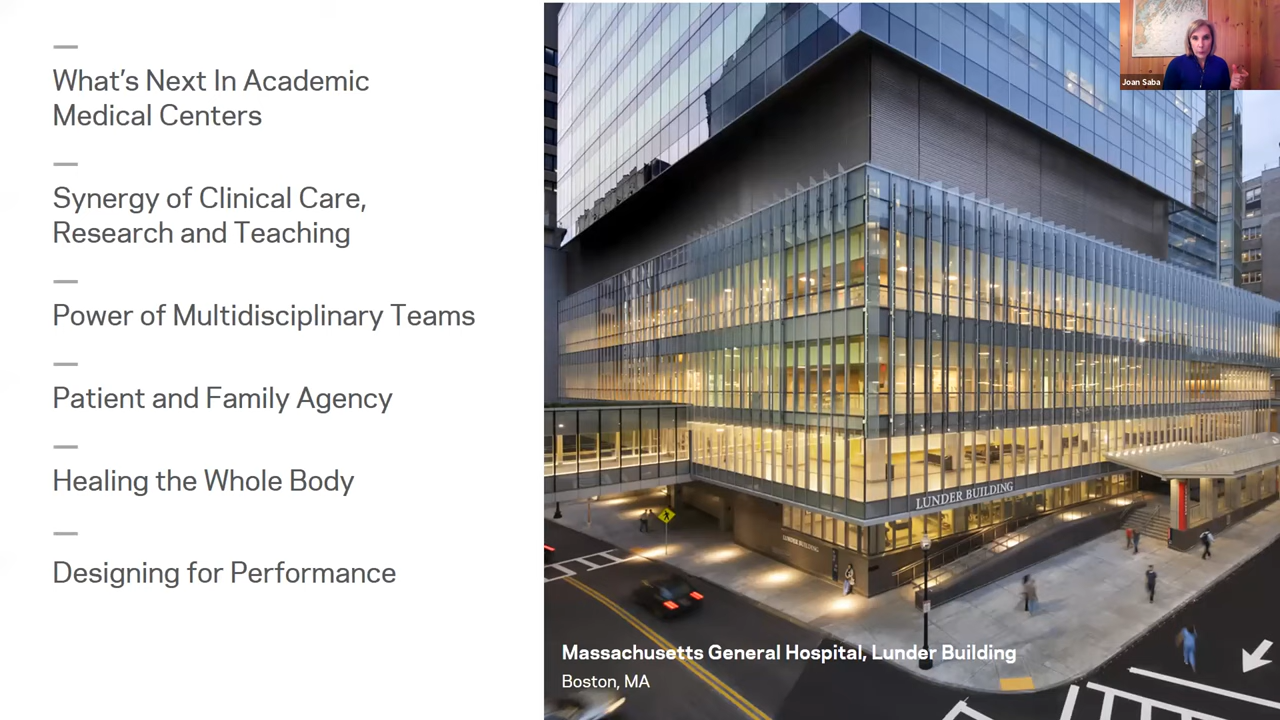 What's Next In Academic
Medical Centers
Synergy of Clinical Care,
Research and Teaching
Power of Multidisciplinary Teams
Patient and Family Agency
Healing the Whole Body
Designing for Performance
Joan Saba
LUNDER BUILDING
LUNDER BUILDING
Massachusetts General Hospital, Lunder Building
Boston, MA